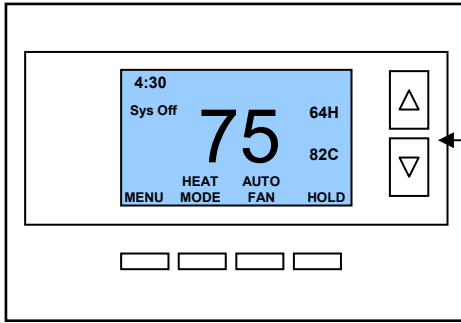 4:30
Sys Off
75
64H
82C
HEAT AUTO
MENU MODE FAN HOLD